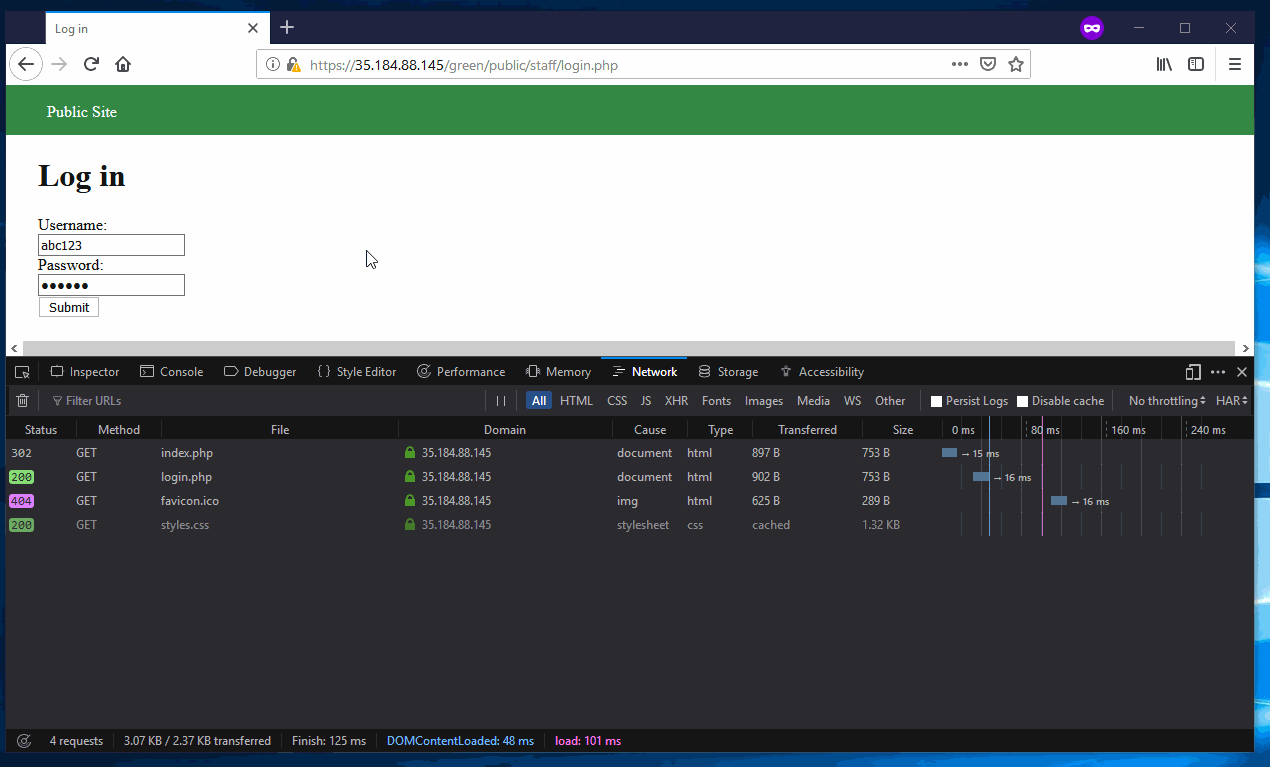 Log in
https://35.184.88.145/green/public/staff/login.php
Public Site
Log in
Username:
abc123
Password:
●●●●●●
Submit
Inspector Console Debugger {} Style Editor Performance Memory Network Storage Accessibility
Filter URLs All HTML CSS JS XHR Fonts Images Media WS Other Persist Logs Disable cache No throttling HAR
Status Method File Domain Cause Type Transferred Size 0 ms 80 ms 160 ms 240 ms
302 GET index.php 35.184.88.145 document html 897 B 753 B → 15 ms
200 GET login.php 35.184.88.145 document html 902 B 753 B → 16 ms
404 GET favicon.ico 35.184.88.145 img html 625 B 289 B → 16 ms
200 GET styles.css 35.184.88.145 stylesheet css cached 1.32 KB
4 requests 3.07 KB / 2.37 KB transferred Finish: 125 ms DOMContentLoaded: 48 ms load: 101 ms